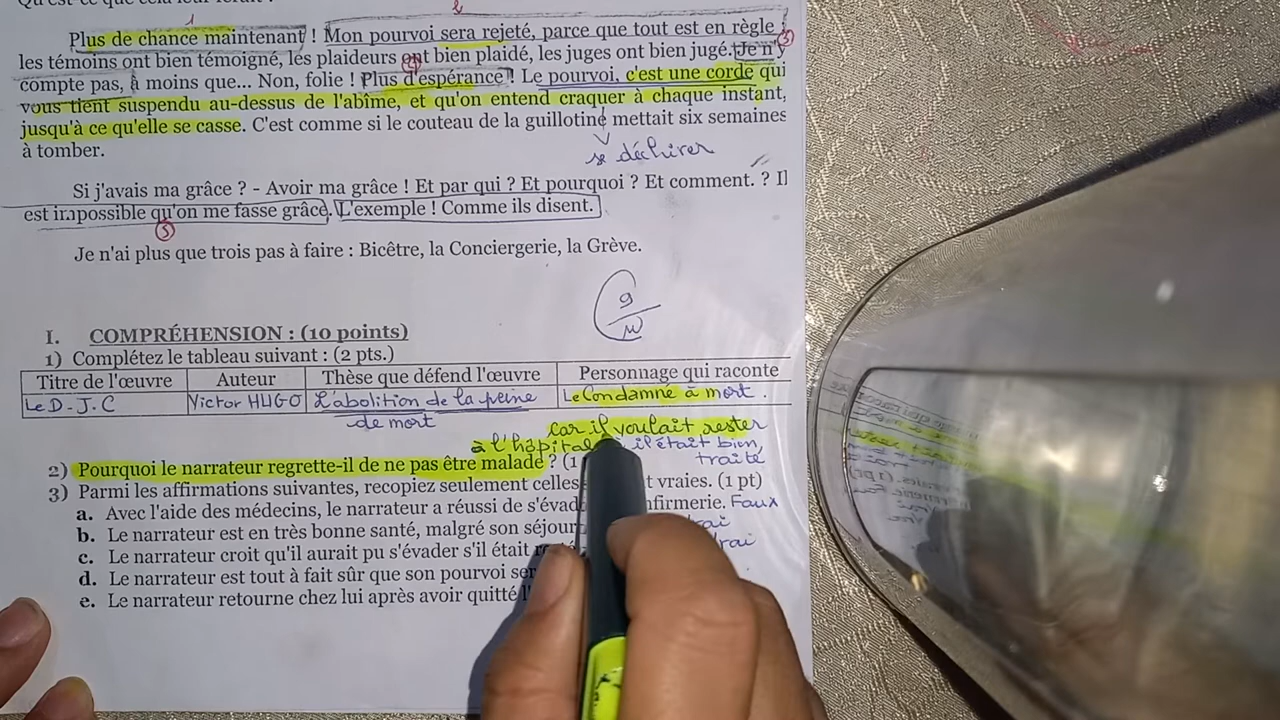 1
2
Plus de chance maintenant ! Mon pourvoi sera rejeté, parce que tout est en règle ;
les témoins ont bien témoigné, les plaideurs ont bien plaidé, les juges ont bien jugé. Je n'y
compte pas, à moins que... Non, folie ! Plus d'espérance ! Le pourvoi, c'est une corde qui
vous tient suspendu au-dessus de l'abîme, et qu'on entend craquer à chaque instant,
jusqu'à ce qu'elle se casse. C'est comme si le couteau de la guillotine mettait six semaines
à tomber.
se déchirer
Si j'avais ma grâce ? - Avoir ma grâce ! Et par qui ? Et pourquoi ? Et comment. ? Il
est impossible qu'on me fasse grâce. L'exemple ! Comme ils disent.
5
Je n'ai plus que trois pas à faire : Bicêtre, la Conciergerie, la Grève.
I. COMPRÉHENSION : (10 points)
1) Complétez le tableau suivant : (2 pts.)
Titre de l'œuvre Auteur Thèse que défend l'œuvre Personnage qui raconte
Le D-J.C Victor HUGO L'abolition de la peine Le Condamné à mort.
de mort
car il voulait rester
à l'hôpital il était bien,
traité
2) Pourquoi le narrateur regrette-il de ne pas être malade ? (1
3) Parmi les affirmations suivantes, recopiez seulement celles t vraies. (1 pt)
a. Avec l'aide des médecins, le narrateur a réussi de s'évad nfirmerie. Faux
b. Le narrateur est en très bonne santé, malgré son séjour rai
c. Le narrateur croit qu'il aurait pu s'évader s'il était rai
d. Le narrateur est tout à fait sûr que son pourvoi ser
e. Le narrateur retourne chez lui après avoir quitté l'